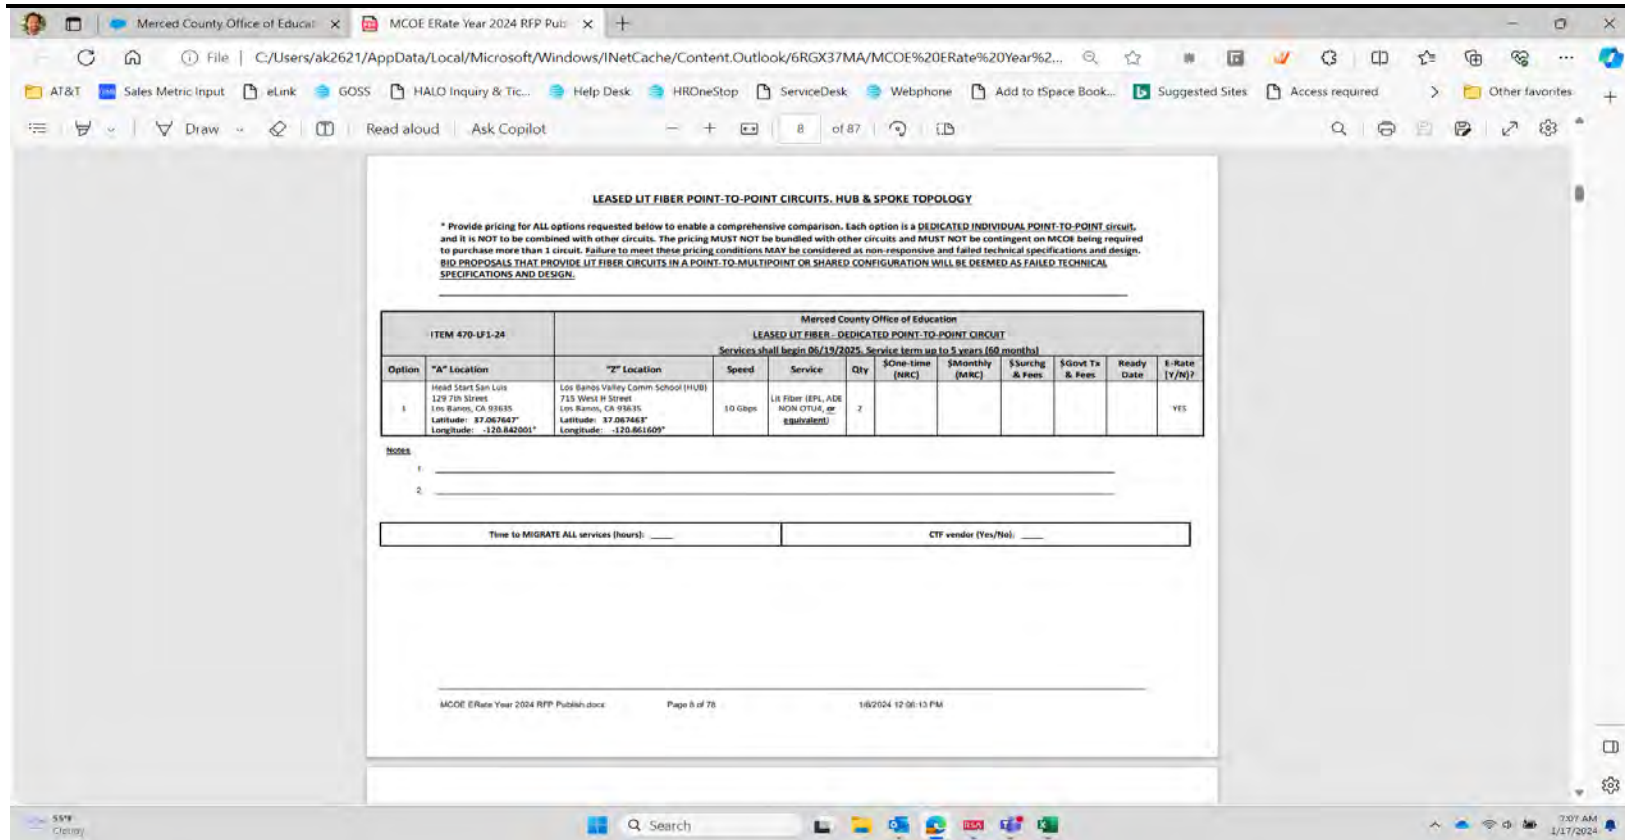 Merced County Office of Educat
MCOE ERate Year 2024 RFP Pub
File
C:/Users/ak2621/AppData/Local/Microsoft/Windows/INetCache/Content.Outlook/6RGX37MA/MCOE%20ERate%20Year%2...
AT&T
Sales Metric Input
eLink
GOSS
HALO Inquiry & Tic...
Help Desk
HROneStop
ServiceDesk
Webphone
Add to tSpace Book...
Suggested Sites
Access required
Other favorites
Draw
Read aloud
Ask Copilot
8 of 87
LEASED LIT FIBER POINT-TO-POINT CIRCUITS. HUB & SPOKE TOPOLOGY
* Provide pricing for ALL options requested below to enable a comprehensive comparison. Each option is a DEDICATED INDIVIDUAL POINT-TO-POINT circuit,
and it is NOT to be combined with other circuits. The pricing MUST NOT be bundled with other circuits and MUST NOT be contingent on MCOE being required
to purchase more than 1 circuit. Failure to meet these pricing conditions MAY be considered as non-responsive and failed technical specifications and design.
BID PROPOSALS THAT PROVIDE LIT FIBER CIRCUITS IN A POINT-TO-MULTIPOINT OR SHARED CONFIGURATION WILL BE DEEMED AS FAILED TECHNICAL
SPECIFICATIONS AND DESIGN.
ITEM 470-LF1-24
Merced County Office of Education
LEASED LIT FIBER - DEDICATED POINT-TO-POINT CIRCUIT
Services shall begin 06/19/2025. Service term up to 5 years (60 months)
Option
"A" Location
"Z" Location
Speed
Service
Qty
$One-time (NRC)
$Monthly (MRC)
$Surchg & Fees
$Govt Tx & Fees
Ready Date
E-Rate (Y/N)?
1
Head Start San Luis
129 7th Street
Los Banos, CA 93635
Latitude: 37.067647°
Longitude: -120.842001°
Los Banos Valley Comm School (HUB)
715 West H Street
Los Banos, CA 93635
Latitude: 37.067463°
Longitude: -120.861609°
10 Gbps
Lit Fiber (EPL, ADE
NON OTU4, or
equivalent)
2
YES
Notes
1.
2.
Time to MIGRATE ALL services (hours): ____
CTF vendor (Yes/No): ____
MCOE ERate Year 2024 RFP Publish.docx
Page 8 of 78
1/6/2024 12:06:13 PM
55°F
Cloudy
Search
7:07 AM
1/17/2024